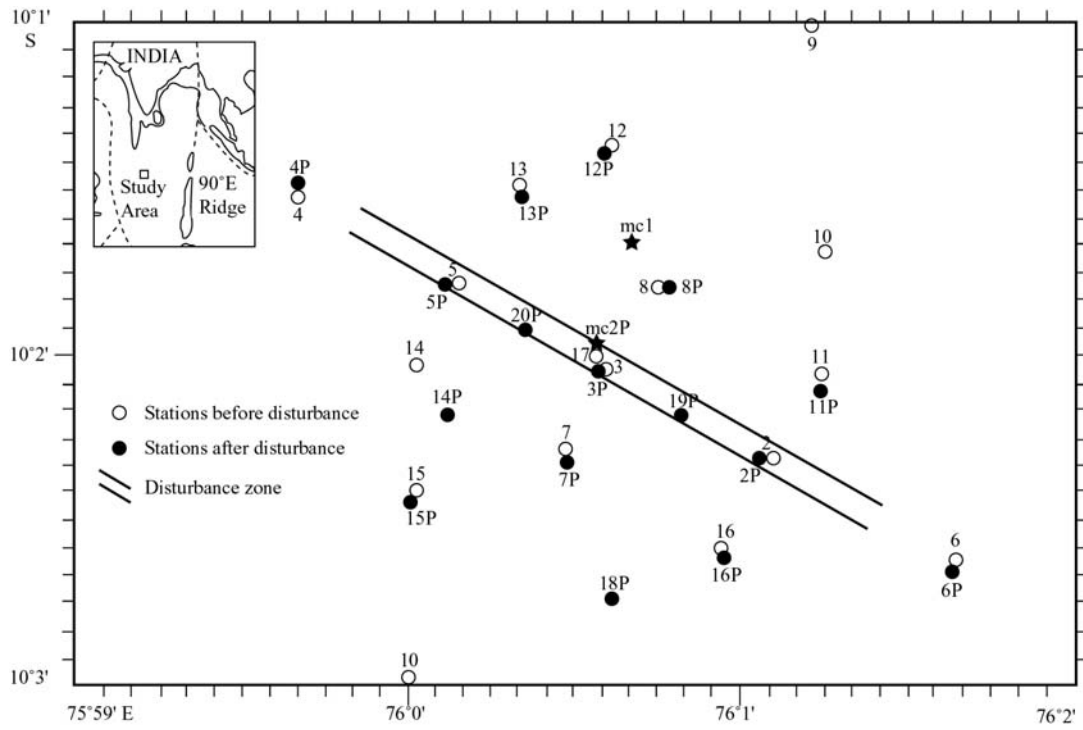 10°1'
S
9
INDIA
12
12P
4P
13
Study
Area
90°E
Ridge
4
13P
mc1
10
5
8
8P
5P
20P
mc2P
10°2'
17
3
14
11
3P
11P
14P
19P
Stations before disturbance
7
2
Stations after disturbance
7P
2P
15
Disturbance zone
15P
16
6
16P
6P
18P
10
10°3'
75°59' E
76°0'
76°1'
76°2'